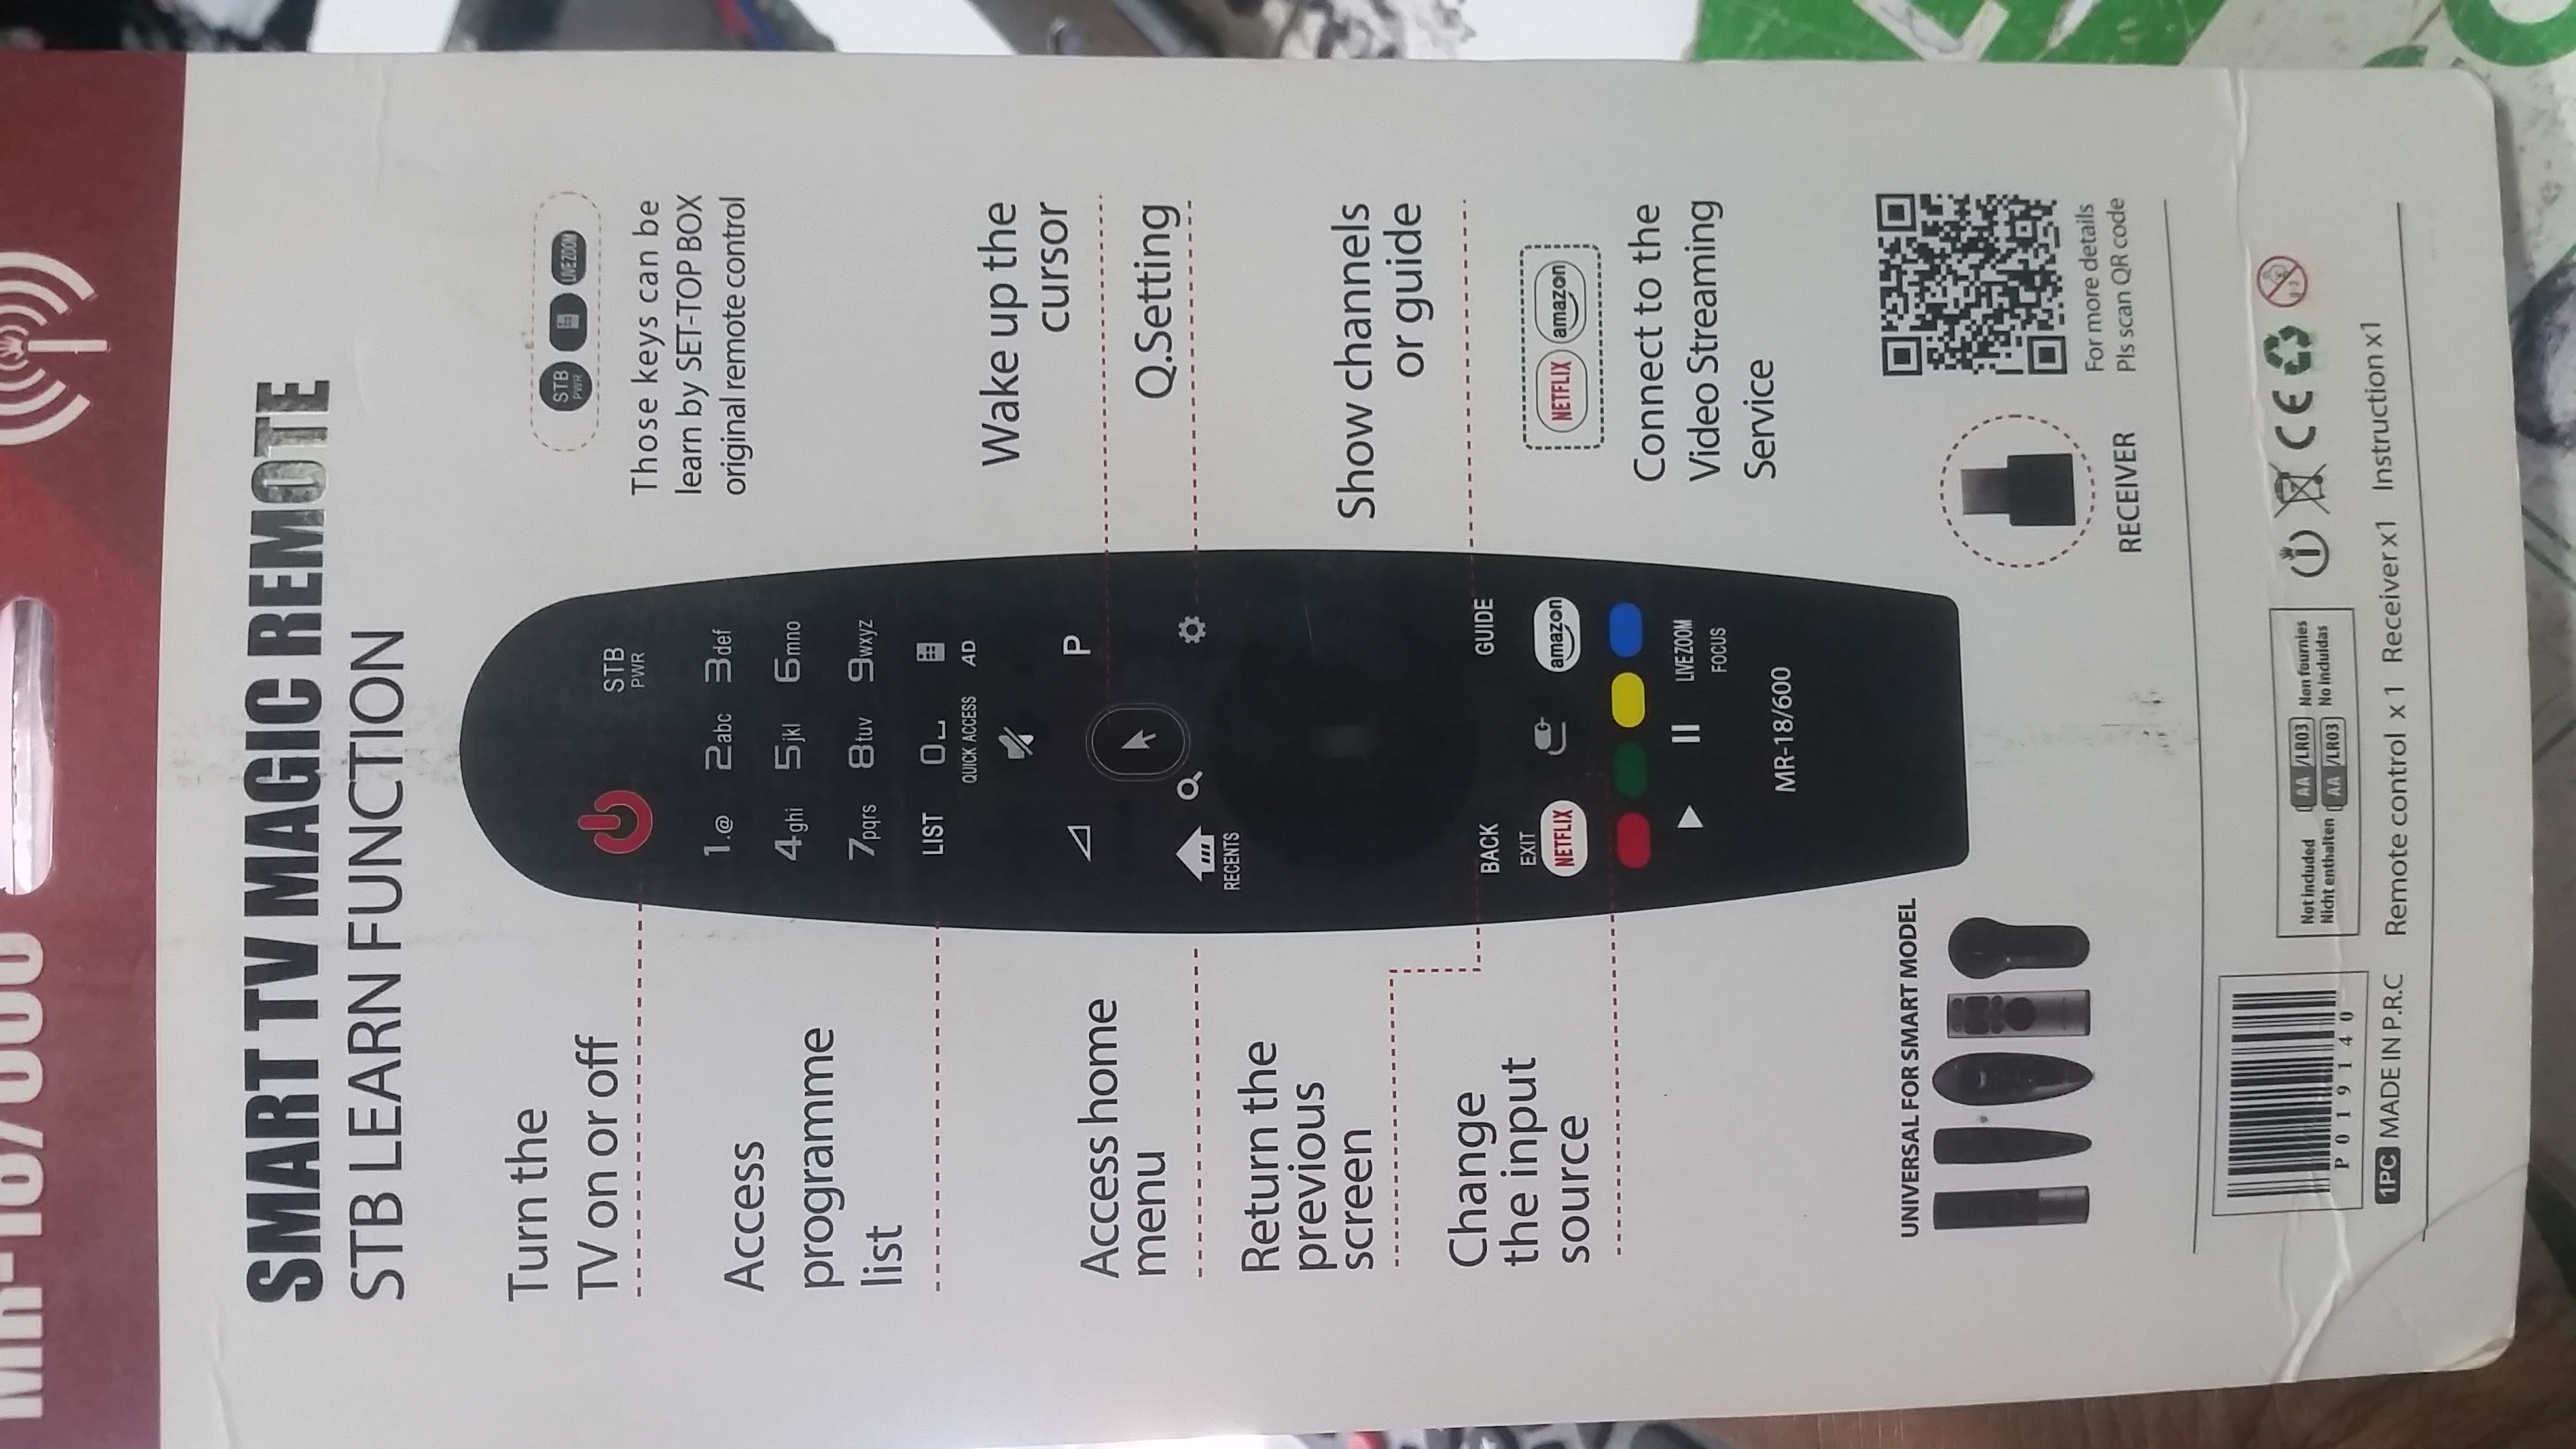 MR-18/600
SMART TV MAGIC REMOTE
STB LEARN FUNCTION
Turn the
TV on or off
Access
programme
list
Access home
menu
Return the
previous
screen
Change
the input
source
STB
PWR
1.@ 2abc 3def
4ghi 5jkl 6mno
7pqrs 8tuv 9wxyz
LIST 0
QUICK ACCESS AD
P
RECENTS
BACK GUIDE
EXIT
NETFLIX amazon
LIVE ZOOM
FOCUS
MR-18/600
STB
PWR
LIVE ZOOM
Those keys can be
learn by SET-TOP BOX
original remote control
Wake up the
cursor
Q.Setting
Show channels
or guide
NETFLIX amazon
Connect to the
Video Streaming
Service
UNIVERSAL FOR SMART MODEL
RECEIVER
For more details
Pls scan QR code
P019140
1PC MADE IN P.R.C
Not included AA /LR03 Non fournies
Nicht enthalten AA /LR03 No incluidas
CE
Remote control x 1 Receiver x1 Instruction x1